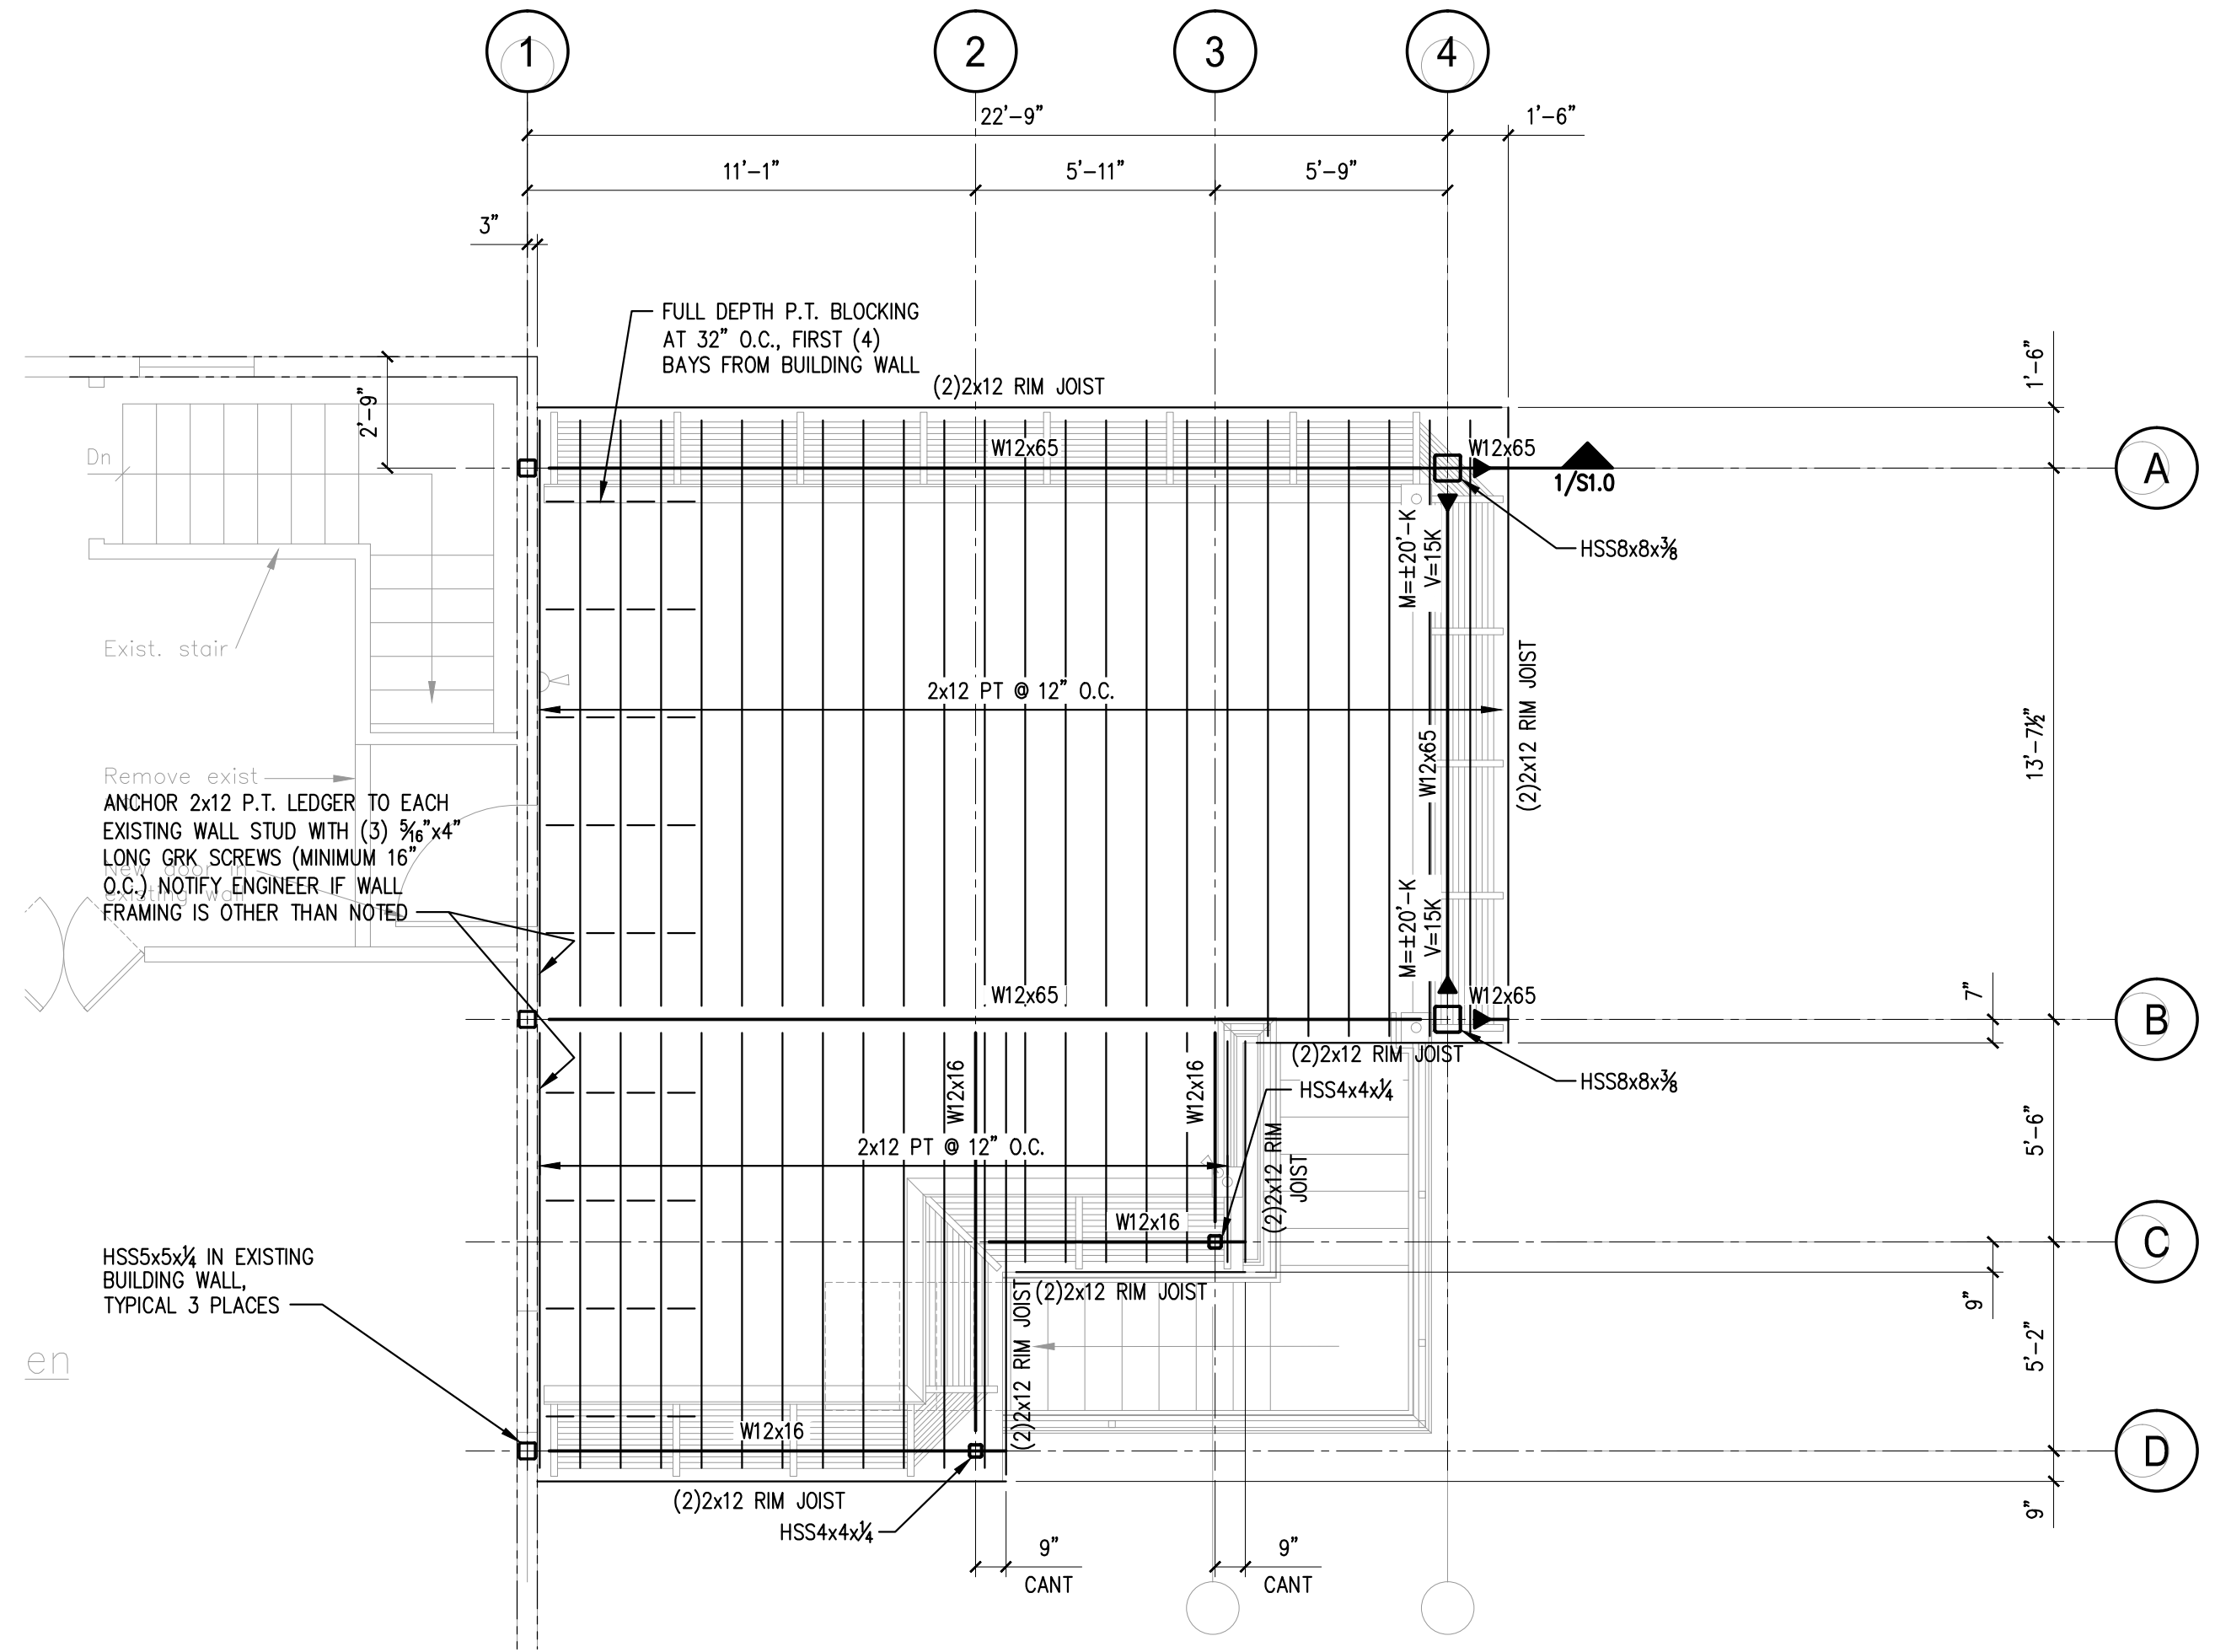 1
2
3
4
22'-9"
1'-6"
11'-1"
5'-11"
5'-9"
3"
FULL DEPTH P.T. BLOCKING
AT 32" O.C., FIRST (4)
BAYS FROM BUILDING WALL
(2)2x12 RIM JOIST
1'-6"
2'-9"
W12x65
W12x65
A
Dn
1/S1.0
HSS8x8x3/8
M=±20'-K
V=15K
Exist. stair
2x12 PT @ 12" O.C.
(2)2x12 RIM JOIST
W12x65
13'-7½"
Remove exist
ANCHOR 2x12 P.T. LEDGER TO EACH
EXISTING WALL STUD WITH (3) 5/16"x4"
LONG GRK SCREWS (MINIMUM 16"
O.C.) NOTIFY ENGINEER IF WALL
FRAMING IS OTHER THAN NOTED
New door in
existing wall
M=±20'-K
V=15K
W12x65
W12x65
7"
B
(2)2x12 RIM JOIST
HSS8x8x3/8
HSS4x4x¼
W12x16
W12x16
2x12 PT @ 12" O.C.
(2)2x12 RIM
JOIST
5'-6"
W12x16
C
HSS5x5x¼ IN EXISTING
BUILDING WALL,
TYPICAL 3 PLACES
(2)2x12 RIM JOIST
9"
(2)2x12 RIM JOIST
5'-2"
en
W12x16
D
(2)2x12 RIM JOIST
HSS4x4x¼
9"
9"
CANT
9"
CANT